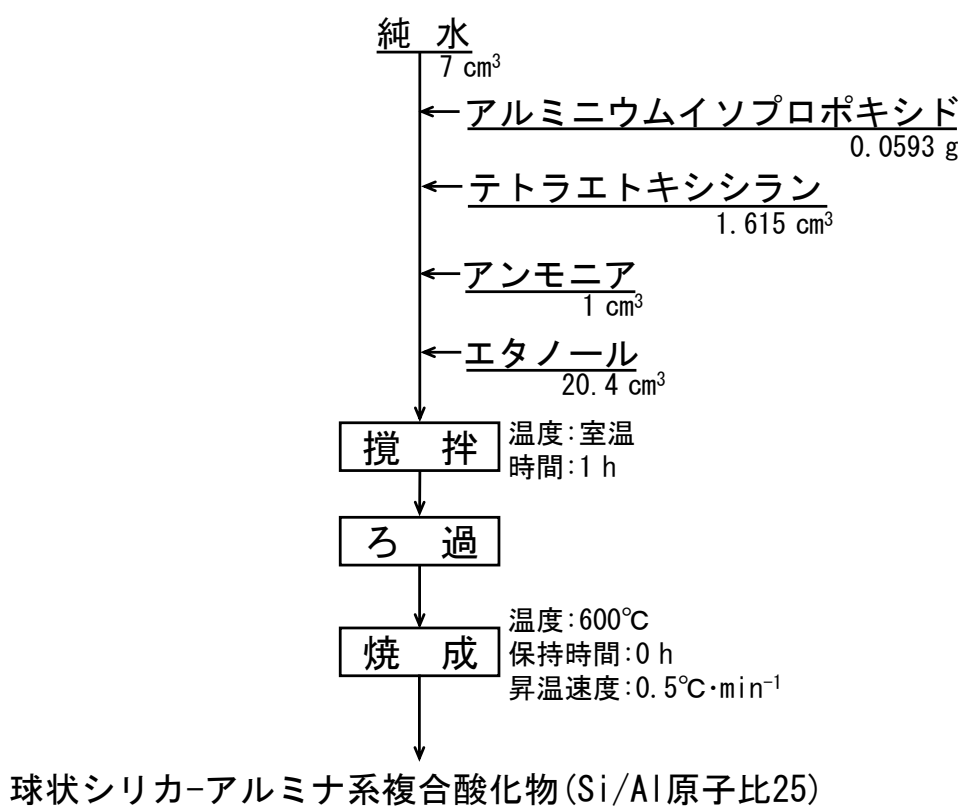 純 水
7 cm³
アルミニウムイソプロポキシド
0.0593 g
テトラエトキシシラン
1.615 cm³
アンモニア
1 cm³
エタノール
20.4 cm³
撹 拌
温度:室温
時間:1 h
ろ 過
焼 成
温度:600℃
保持時間:0 h
昇温速度:0.5℃·min⁻¹
球状シリカ-アルミナ系複合酸化物(Si/Al原子比25)